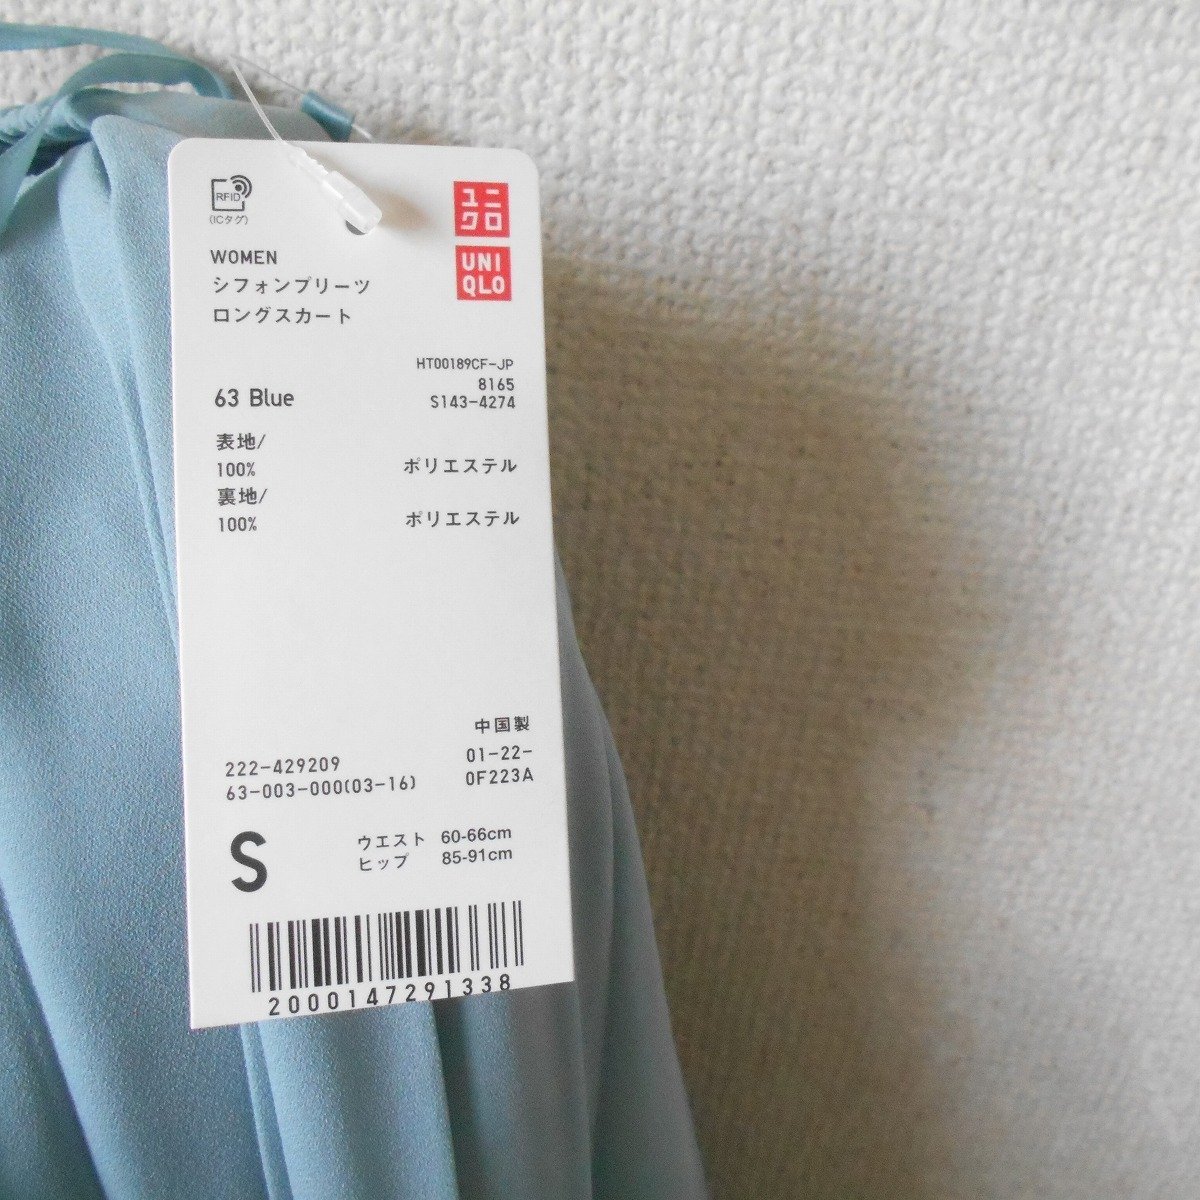 RFID
(ICタグ)
ユニ
クロ
UNI
QLO
WOMEN
シフォンプリーツ
ロングスカート
HT00189CF-JP
8165
63 Blue
S143-4274
表地/
100% ポリエステル
裏地/
100% ポリエステル
中国製
222-429209 01-22-
63-003-000(03-16) 0F223A
S
ウエスト 60-66cm
ヒップ 85-91cm
2000147291338